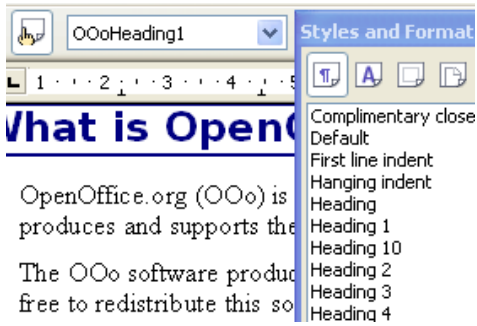 OOoHeading1
Styles and Format
1 2 3 4 5
What is Open
OpenOffice.org (OOo) is
produces and supports the
The OOo software produc
free to redistribute this so
Complimentary close
Default
First line indent
Hanging indent
Heading
Heading 1
Heading 10
Heading 2
Heading 3
Heading 4